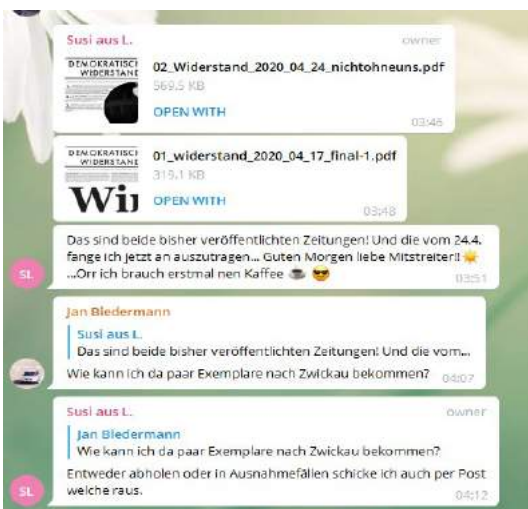 Susi aus L. owner
DEMOKRATISCHER
WIDERSTAND
02_Widerstand_2020_04_24_nichtohneuns.pdf
569.5 KB
OPEN WITH
03:46
WIDERSTAND
01_widerstand_2020_04_17_final-1.pdf
319.1 KB
Wi
OPEN WITH
03:48
Das sind beide bisher veröffentlichten Zeitungen! Und die vom 24.4.
fange ich jetzt an auszutragen... Guten Morgen liebe Mitstreiter!! ☀️
...Orr ich brauch erstmal nen Kaffee ☕ 😎
SL
03:51
Jan Biedermann
Susi aus L.
Das sind beide bisher veröffentlichten Zeitungen! Und die vom...
Wie kann ich da paar Exemplare nach Zwickau bekommen? 04:07
Susi aus L. owner
Jan Biedermann
Wie kann ich da paar Exemplare nach Zwickau bekommen?
Entweder abholen oder in Ausnahmefällen schicke ich auch per Post
SL
welche raus.
04:12